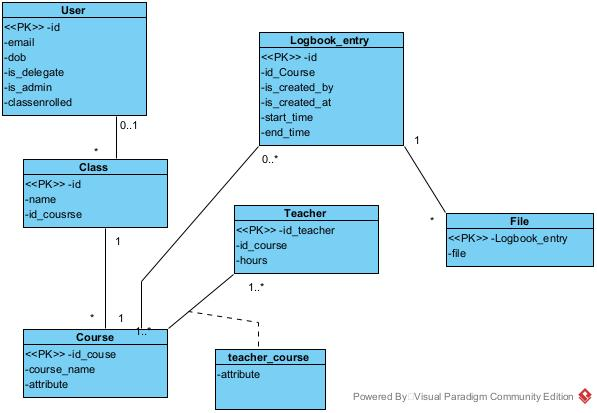 User
<<PK>> -id
-email
-dob
-is_delegate
-is_admin
-classenrolled
0..1
*
Class
<<PK>> -id
-name
-id_cousrse
1
*
1
1..*
Course
<<PK>> -id_couse
-course_name
-attribute
Logbook_entry
<<PK>> -id
-id_Course
-is_created_by
-is_created_at
-start_time
-end_time
0..*
1
*
Teacher
<<PK>> -id_teacher
-id_course
-hours
1..*
File
<<PK>> -Logbook_entry
-file
teacher_course
-attribute
Powered By Visual Paradigm Community Edition